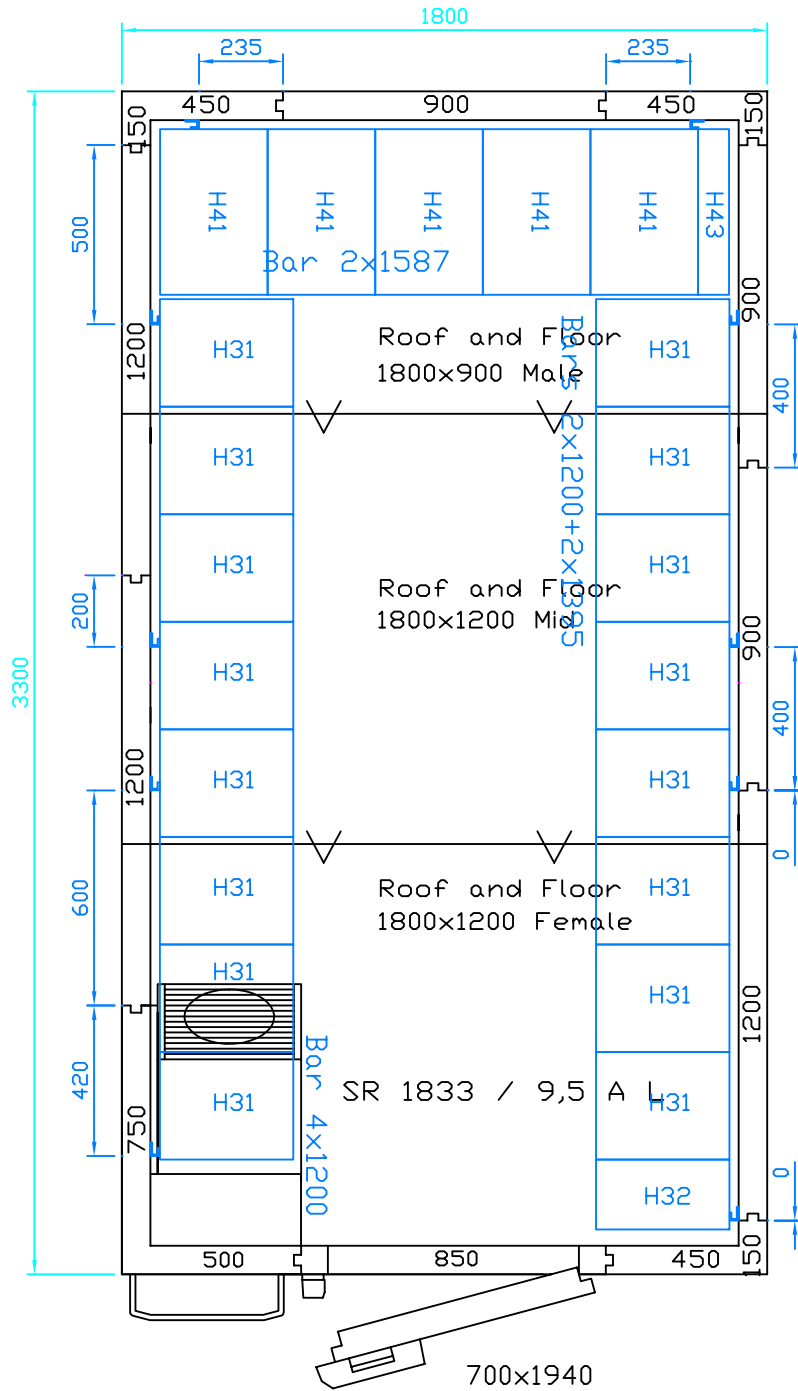 1800
235
235
450
900
450
150
150
H41
H41
H41
H41
H41
H43
500
Bar 2x1587
900
1200
Roof and Floor
1800x900 Male
H31
H31
400
Bars 2x1200+2x1395
H31
H31
H31
H31
200
Roof and Floor
1800x1200 Mid
900
3300
H31
H31
400
1200
H31
H31
0
600
H31
Roof and Floor
1800x1200 Female
H31
H31
H31
1200
420
Bar 4x1200
750
H31
SR 1833 / 9,5 A L
H31
0
H32
500
850
450
150
700x1940